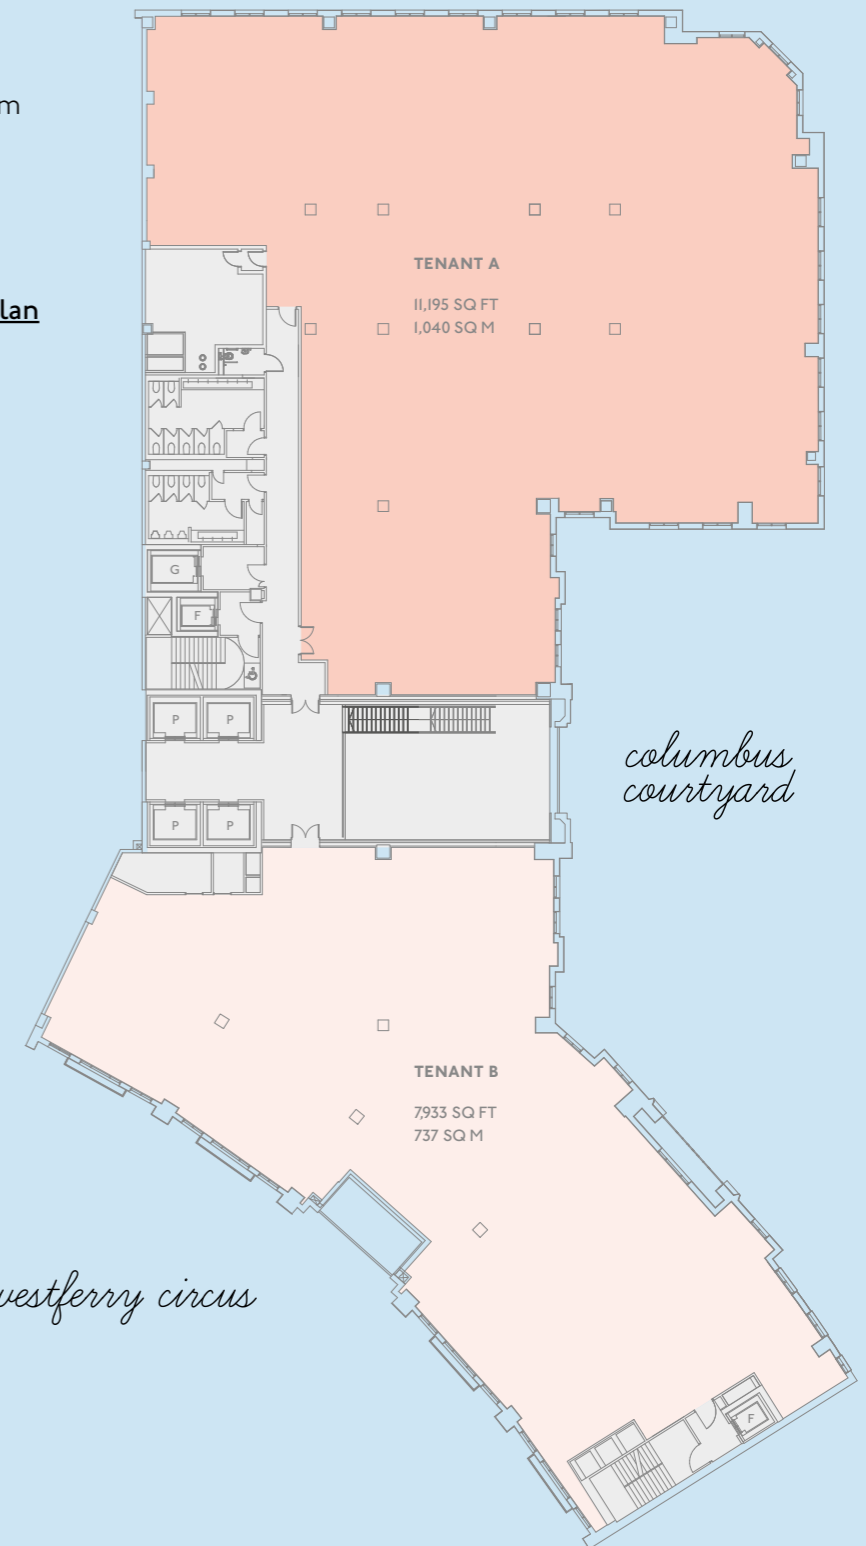 m
lan
TENANT A
11,195 SQ FT
1,040 SQ M
G
F
P
P
P
P
columbus
courtyard
TENANT B
7,933 SQ FT
737 SQ M
westferry circus
F